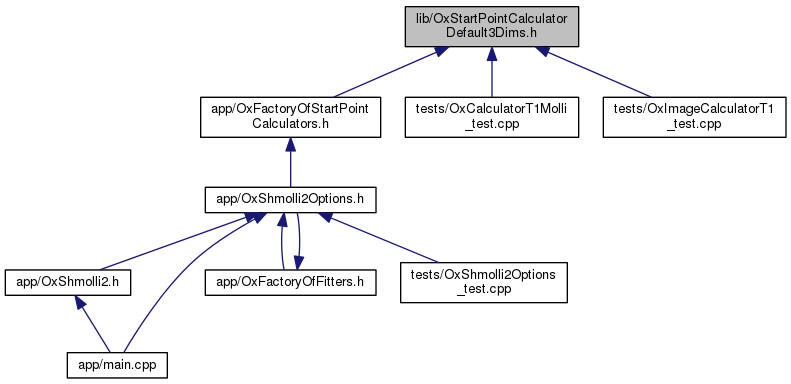 lib/OxStartPointCalculator
Default3Dims.h
app/OxFactoryOfStartPoint
Calculators.h
tests/OxCalculatorT1Molli
_test.cpp
tests/OxImageCalculatorT1
_test.cpp
app/OxShmolli2Options.h
app/OxShmolli2.h
app/OxFactoryOfFitters.h
tests/OxShmolli2Options
_test.cpp
app/main.cpp